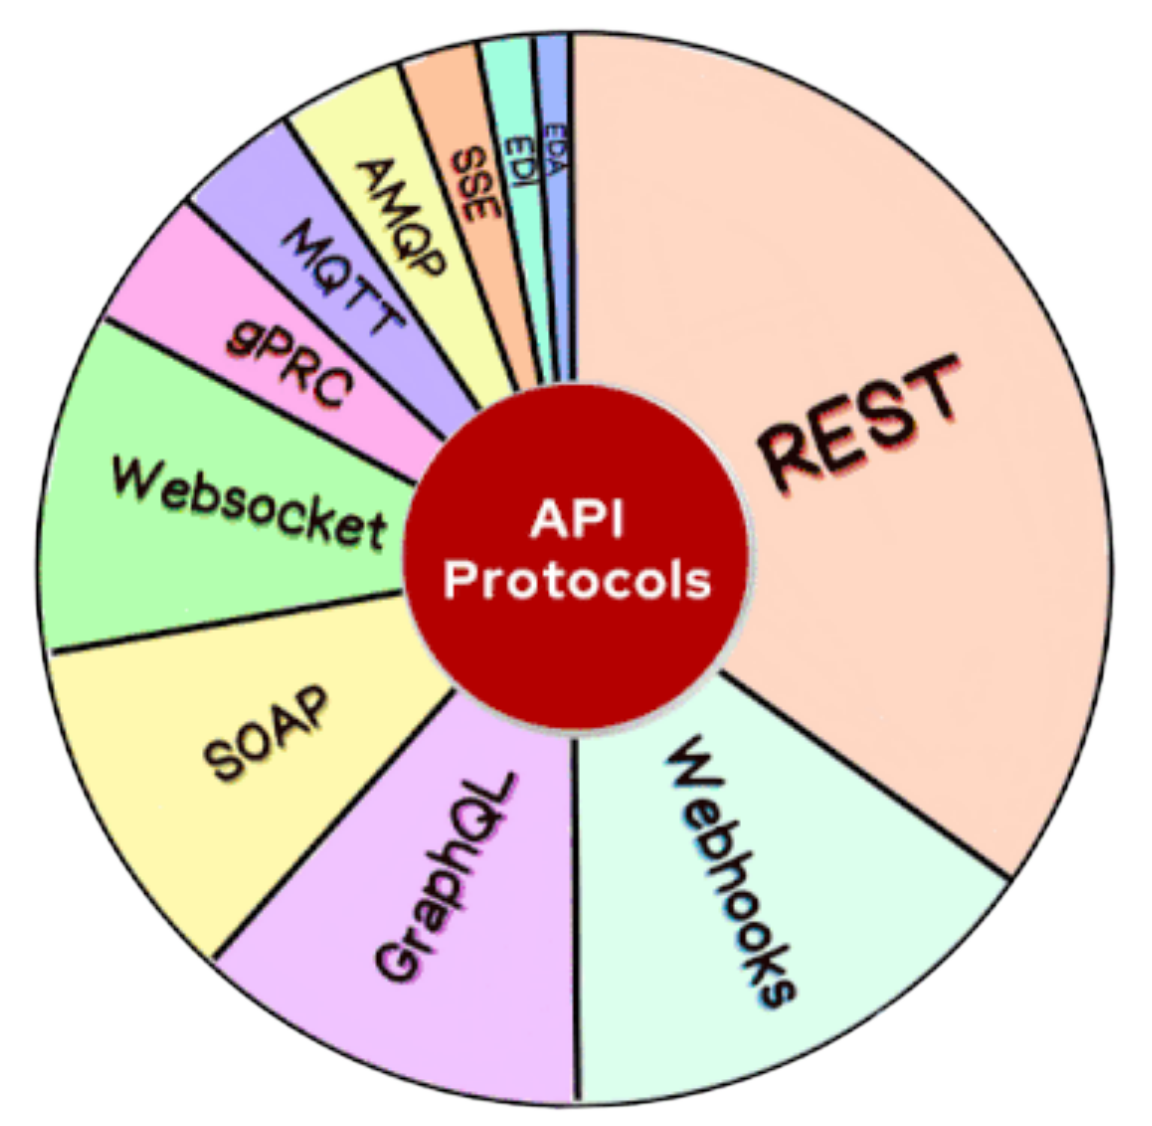 API
Protocols
REST
Webhooks
GraphQL
SOAP
Websocket
gPRC
MQTT
AMQP
SSE
EDI
EDA